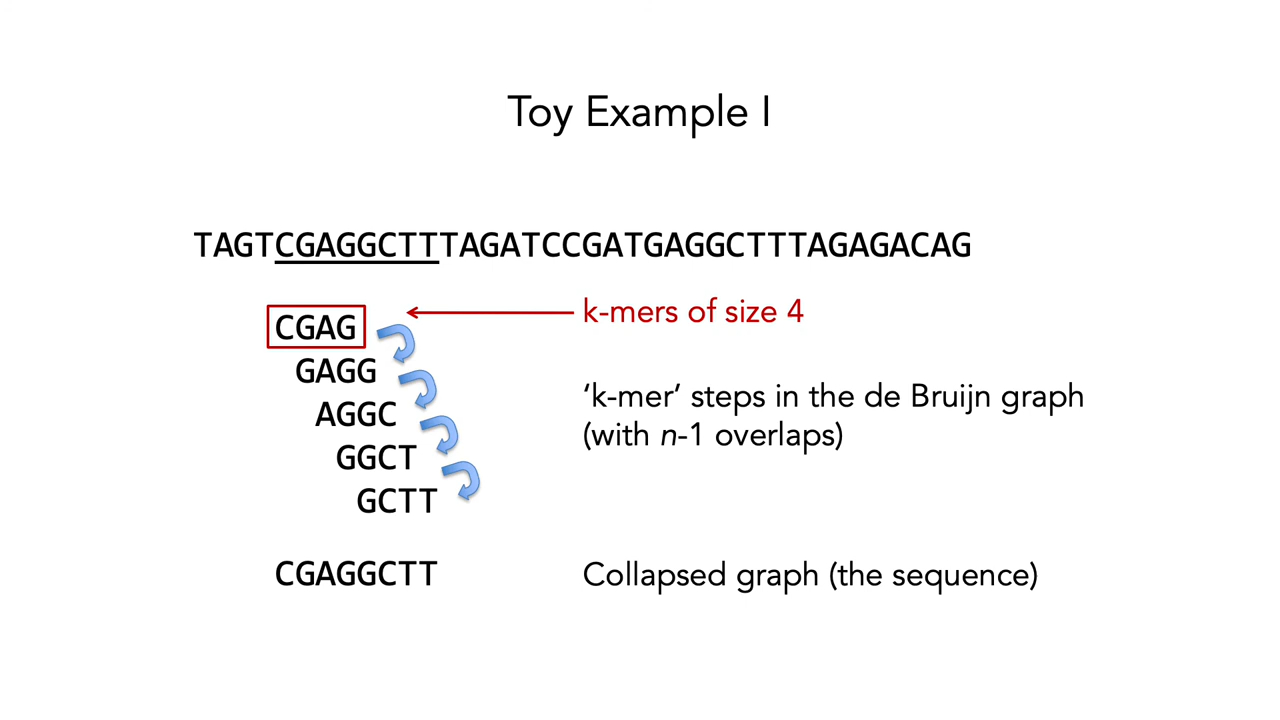 Toy Example I
TAGTCGAGGCTTTAGATCCGATGAGGCTTTAGAGACAG
CGAG
k-mers of size 4
GAGG
AGGC
GGCT
GCTT
‘k-mer’ steps in the de Bruijn graph
(with n-1 overlaps)
CGAGGCTT
Collapsed graph (the sequence)